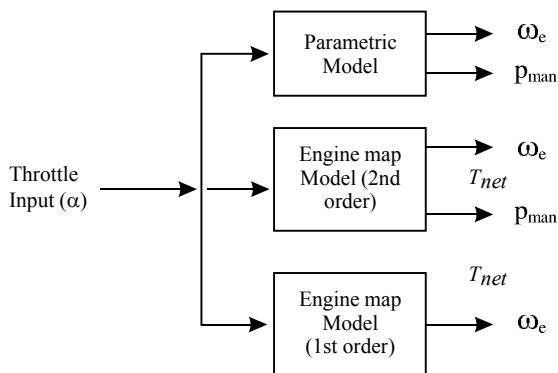 Parametric
Model
ωe
pman
Throttle
Input (α)
Engine map
Model (2nd
order)
ωe
Tnet
pman
Engine map
Model
(1st order)
Tnet
ωe